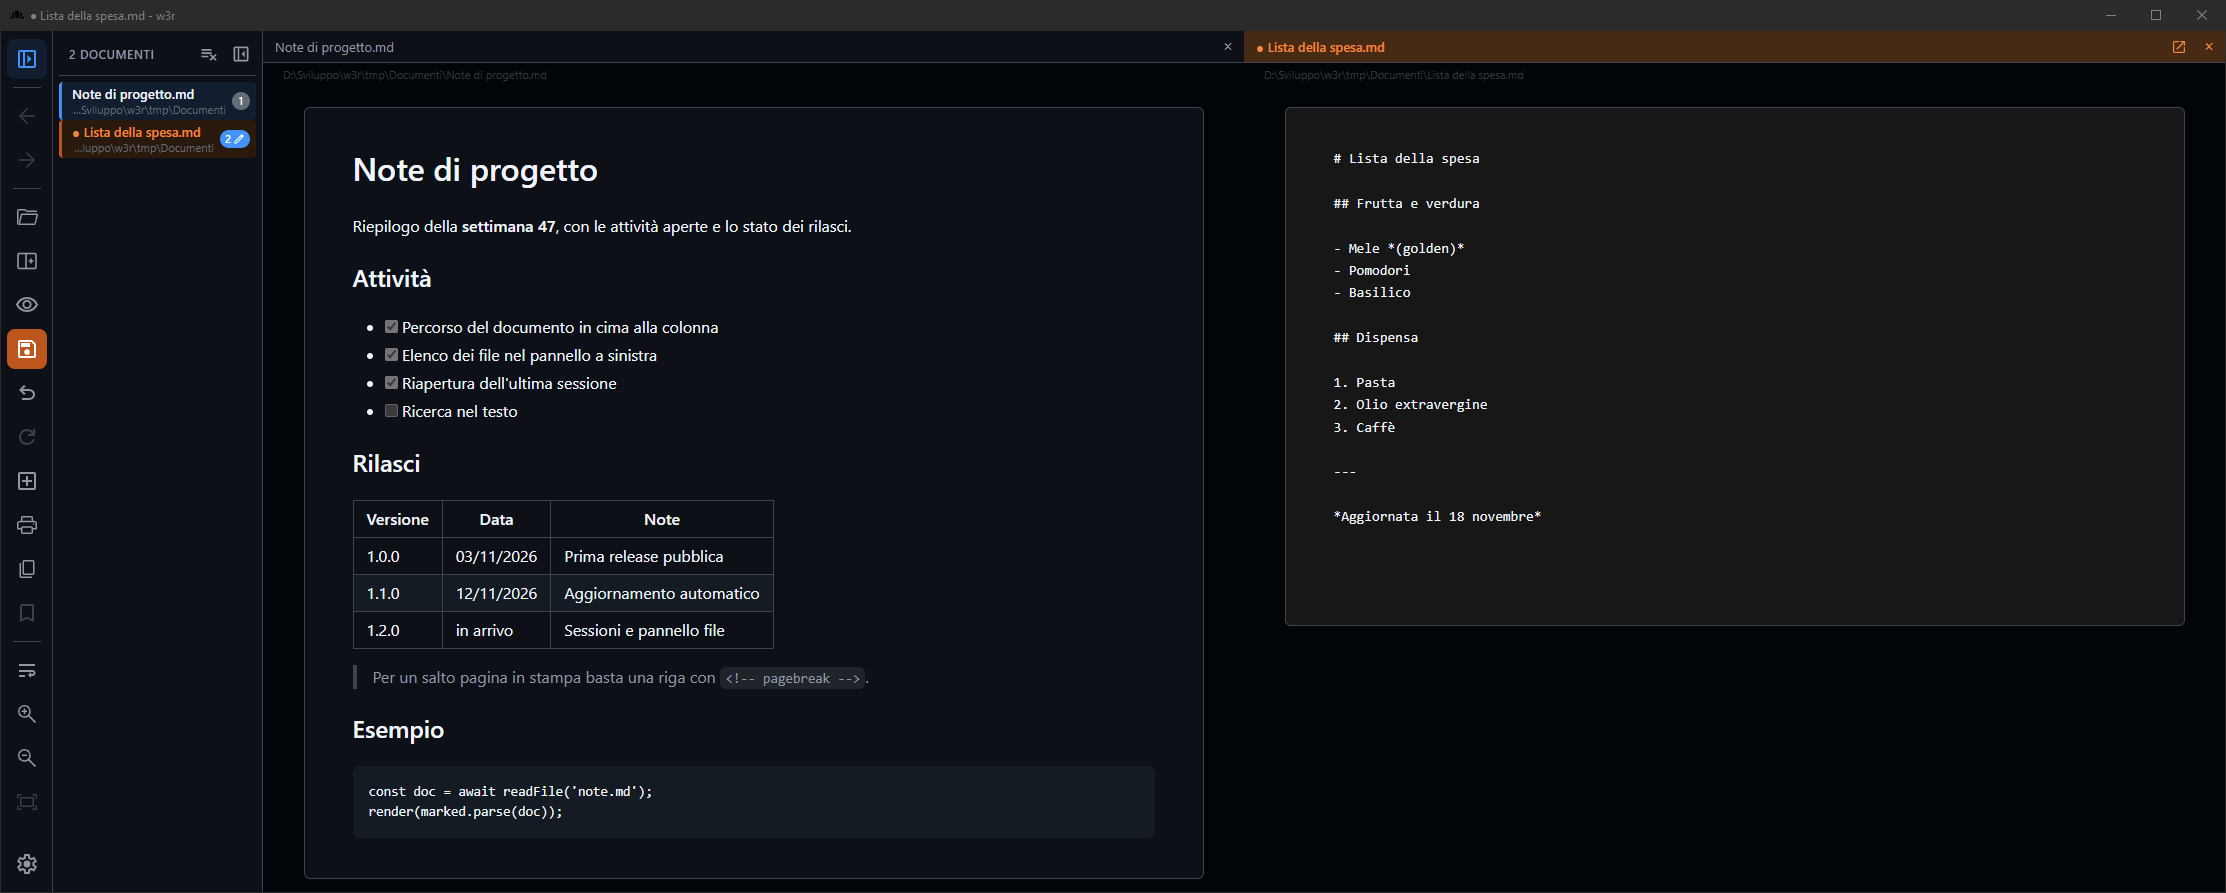 ● Lista della spesa.md - w3r
2 DOCUMENTI
Note di progetto.md
...Sviluppo\w3r\tmp\Documenti
1
● Lista della spesa.md
...luppo\w3r\tmp\Documenti
2
Note di progetto.md
D:\Sviluppo\w3r\tmp\Documenti\Note di progetto.md
Note di progetto
Riepilogo della settimana 47, con le attività aperte e lo stato dei rilasci.
Attività
Percorso del documento in cima alla colonna
Elenco dei file nel pannello a sinistra
Riapertura dell'ultima sessione
Ricerca nel testo
Rilasci
Versione Data Note
1.0.0 03/11/2026 Prima release pubblica
1.1.0 12/11/2026 Aggiornamento automatico
1.2.0 in arrivo Sessioni e pannello file
Per un salto pagina in stampa basta una riga con <!-- pagebreak -->.
Esempio
const doc = await readFile('note.md');
render(marked.parse(doc));
● Lista della spesa.md
D:\Sviluppo\w3r\tmp\Documenti\Lista della spesa.md
# Lista della spesa
## Frutta e verdura
- Mele *(golden)*
- Pomodori
- Basilico
## Dispensa
1. Pasta
2. Olio extravergine
3. Caffè
---
*Aggiornata il 18 novembre*